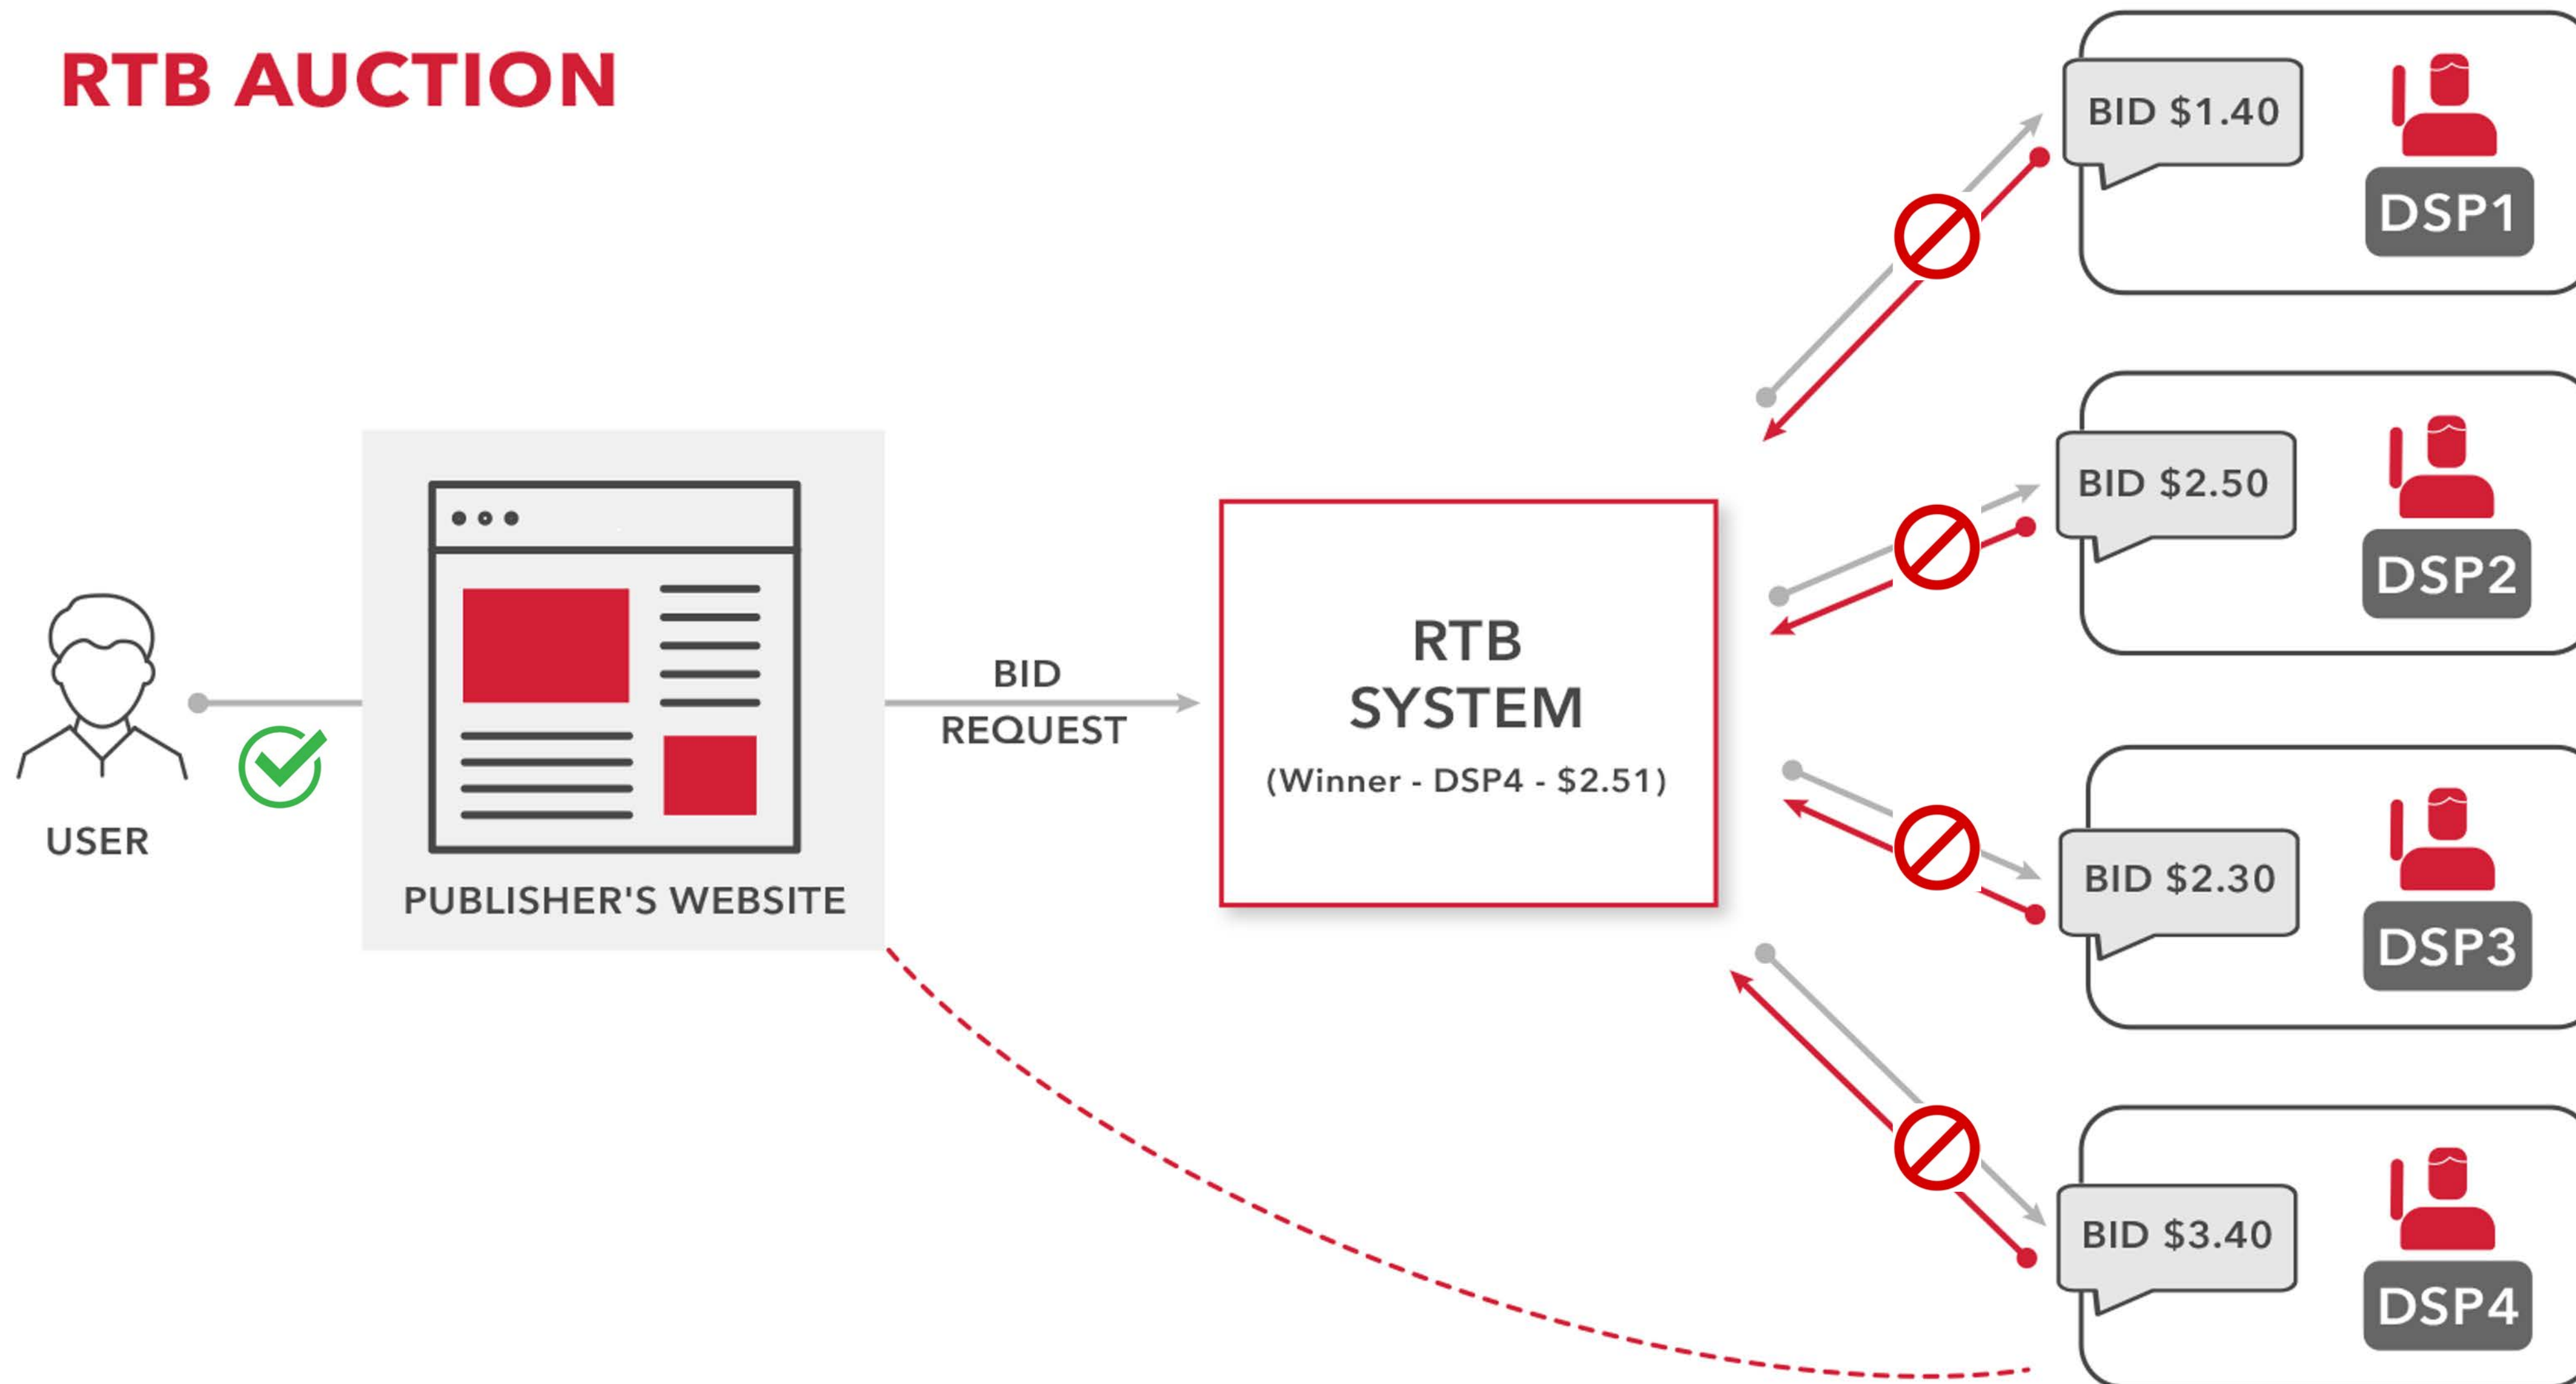 RTB AUCTION
BID $1.40
DSP1
BID $2.50
DSP2
USER
PUBLISHER'S WEBSITE
BID
REQUEST
RTB
SYSTEM
(Winner - DSP4 - $2.51)
BID $2.30
DSP3
BID $3.40
DSP4